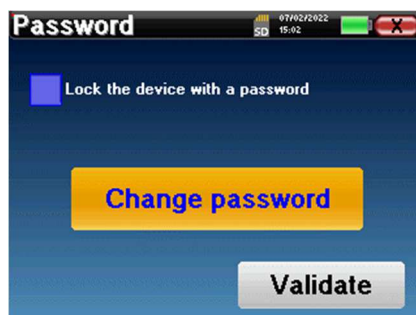 Password
SD
07/02/2022
15:02
X
Lock the device with a password
Change password
Validate